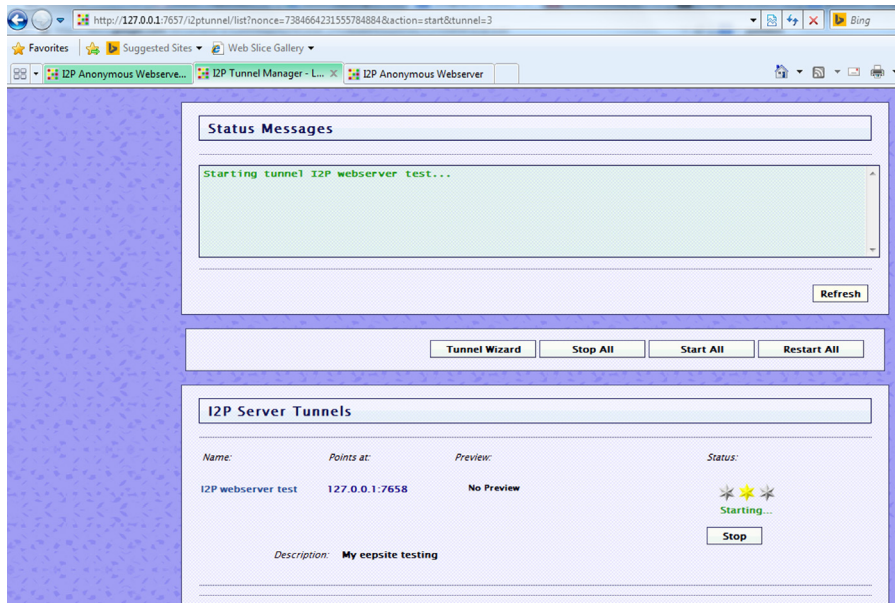 http://127.0.0.1:7657/i2ptunnel/list?nonce=7384664231555784884&action=start&tunnel=3
Bing
Favorites
Suggested Sites
Web Slice Gallery
I2P Anonymous Webserve...
I2P Tunnel Manager - L...
I2P Anonymous Webserver
Status Messages
Starting tunnel I2P webserver test...
Refresh
Tunnel Wizard
Stop All
Start All
Restart All
I2P Server Tunnels
Name:
Points at:
Preview:
Status:
I2P webserver test
127.0.0.1:7658
No Preview
Starting...
Stop
Description: My eepsite testing